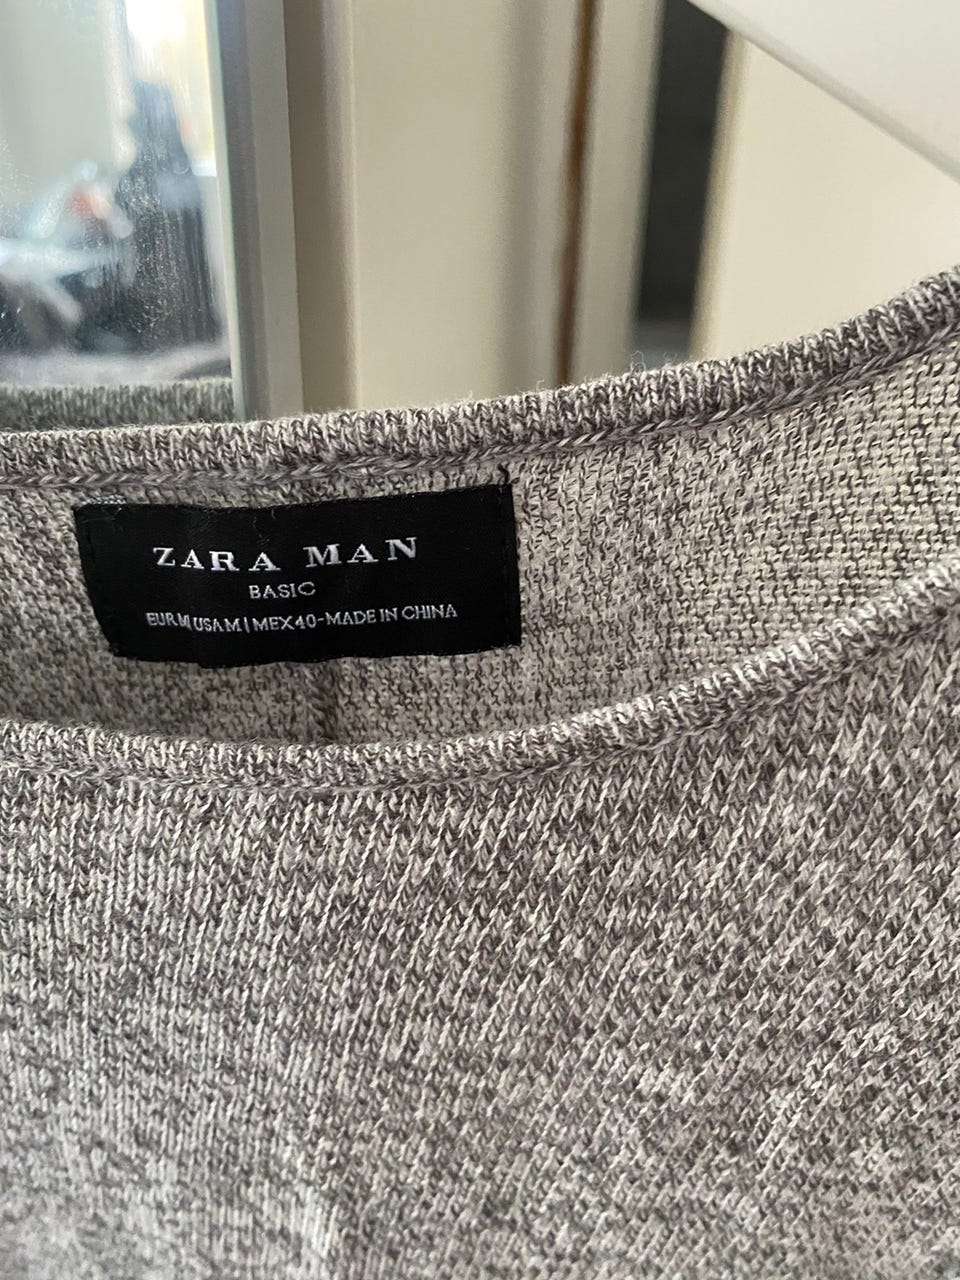 ZARA MAN
BASIC
EUR M|USA M|MEX 40-MADE IN CHINA